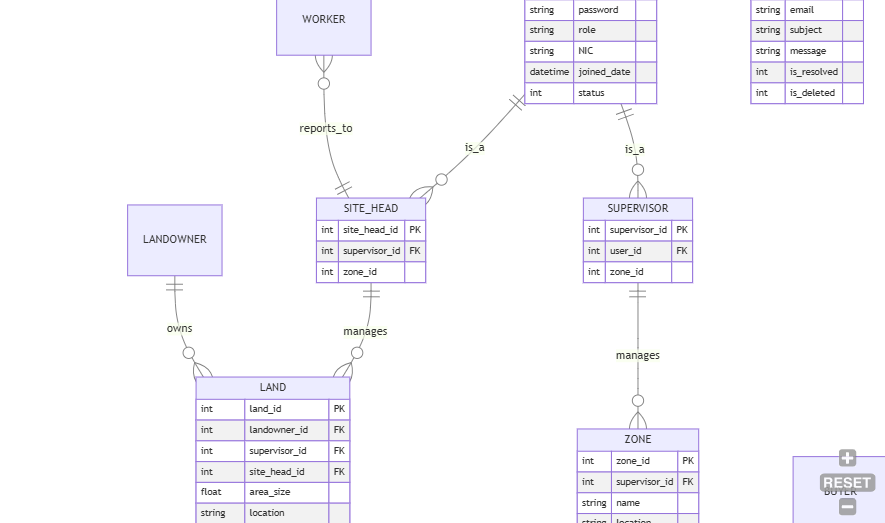 WORKER
string password
string role
string NIC
datetime joined_date
int status
string email
string subject
string message
int is_resolved
int is_deleted
reports_to
is_a
is_a
LANDOWNER
SITE_HEAD
int site_head_id PK
int supervisor_id FK
int zone_id
SUPERVISOR
int supervisor_id PK
int user_id FK
int zone_id
owns
manages
manages
LAND
int land_id PK
int landowner_id FK
int supervisor_id FK
int site_head_id FK
float area_size
string location
ZONE
int zone_id PK
int supervisor_id FK
string name
string location
RESET
BUYER